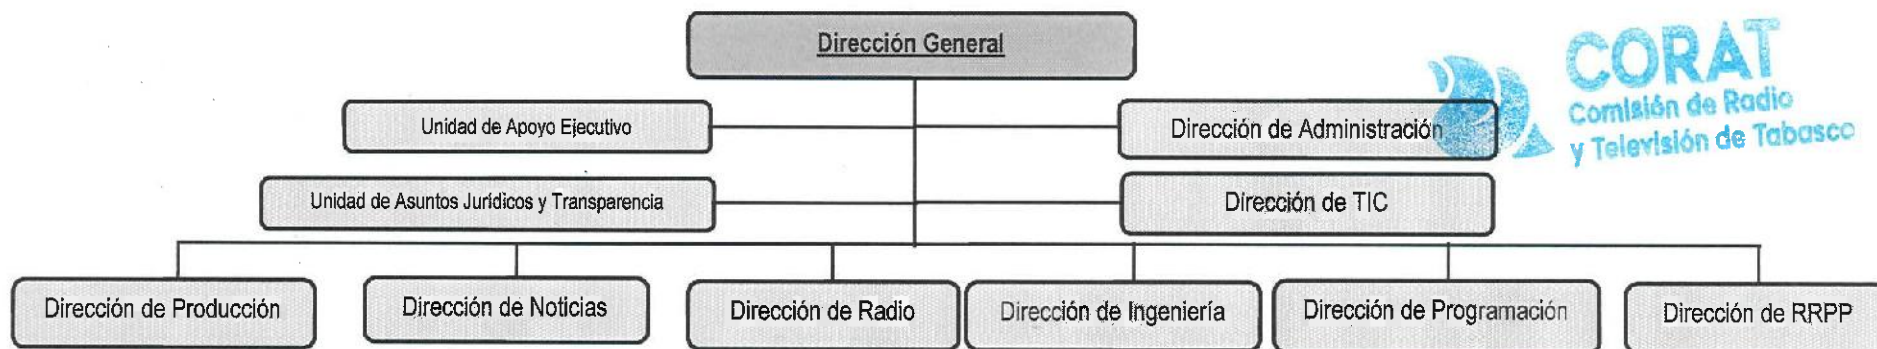 Dirección General
CORAT
Comisión de Radio
y Televisión de Tabasco
Unidad de Apoyo Ejecutivo
Dirección de Administración
Unidad de Asuntos Jurídicos y Transparencia
Dirección de TIC
Dirección de Producción
Dirección de Noticias
Dirección de Radio
Dirección de Ingeniería
Dirección de Programación
Dirección de RRPP